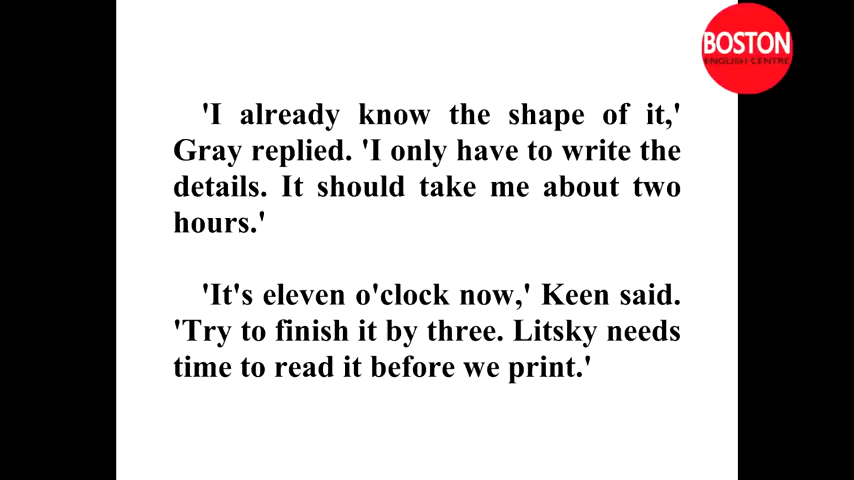 BOSTON
ENGLISH CENTRE
'I already know the shape of it,'
Gray replied. 'I only have to write the
details. It should take me about two
hours.'
'It's eleven o'clock now,' Keen said.
'Try to finish it by three. Litsky needs
time to read it before we print.'